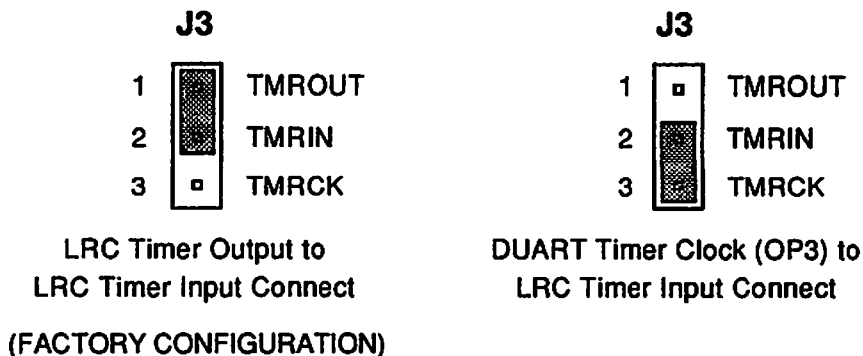 J3
1 TMROUT
2 TMRIN
3 TMRCK
LRC Timer Output to
LRC Timer Input Connect
(FACTORY CONFIGURATION)
J3
1 TMROUT
2 TMRIN
3 TMRCK
DUART Timer Clock (OP3) to
LRC Timer Input Connect